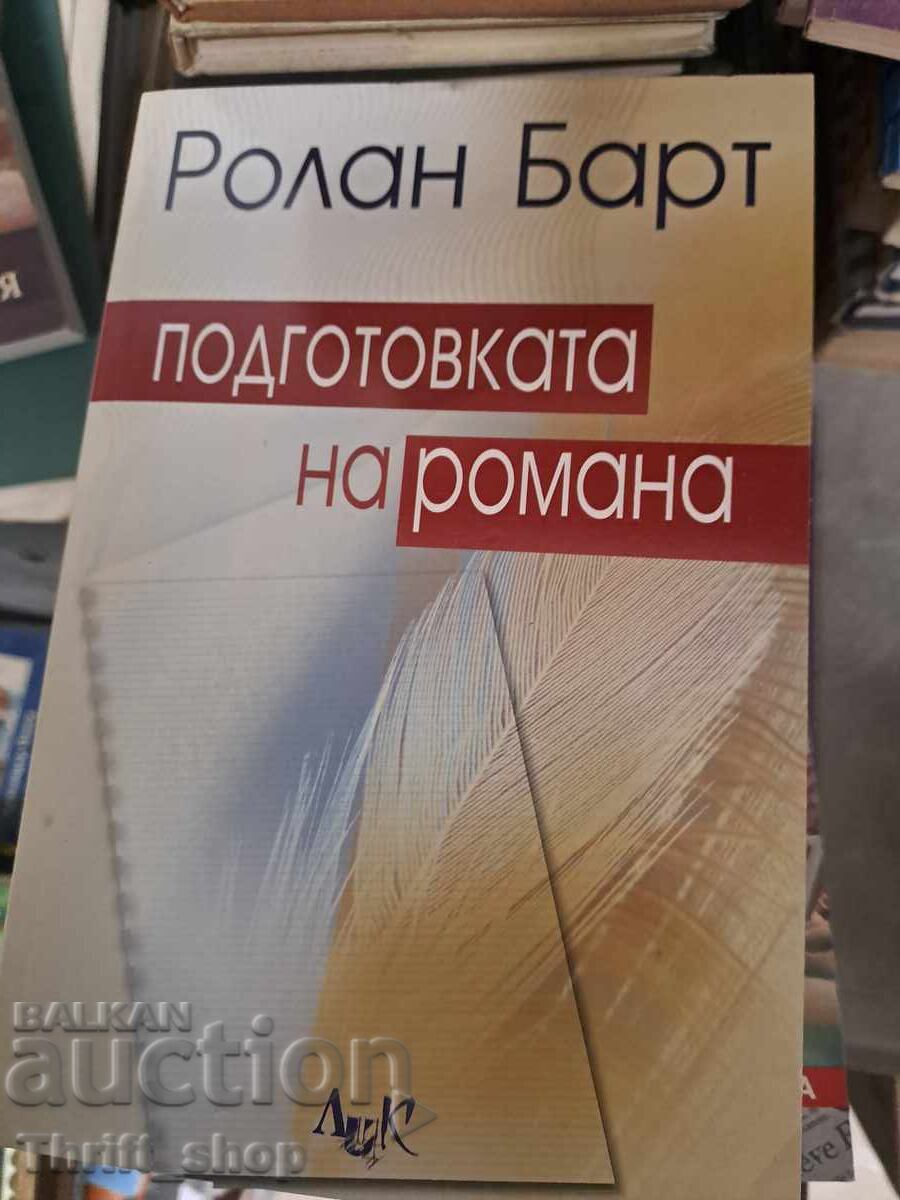 Ролан Барт
подготовката
на романа
BALKAN
auction
Thrift_shop
ЛИК
Я
А